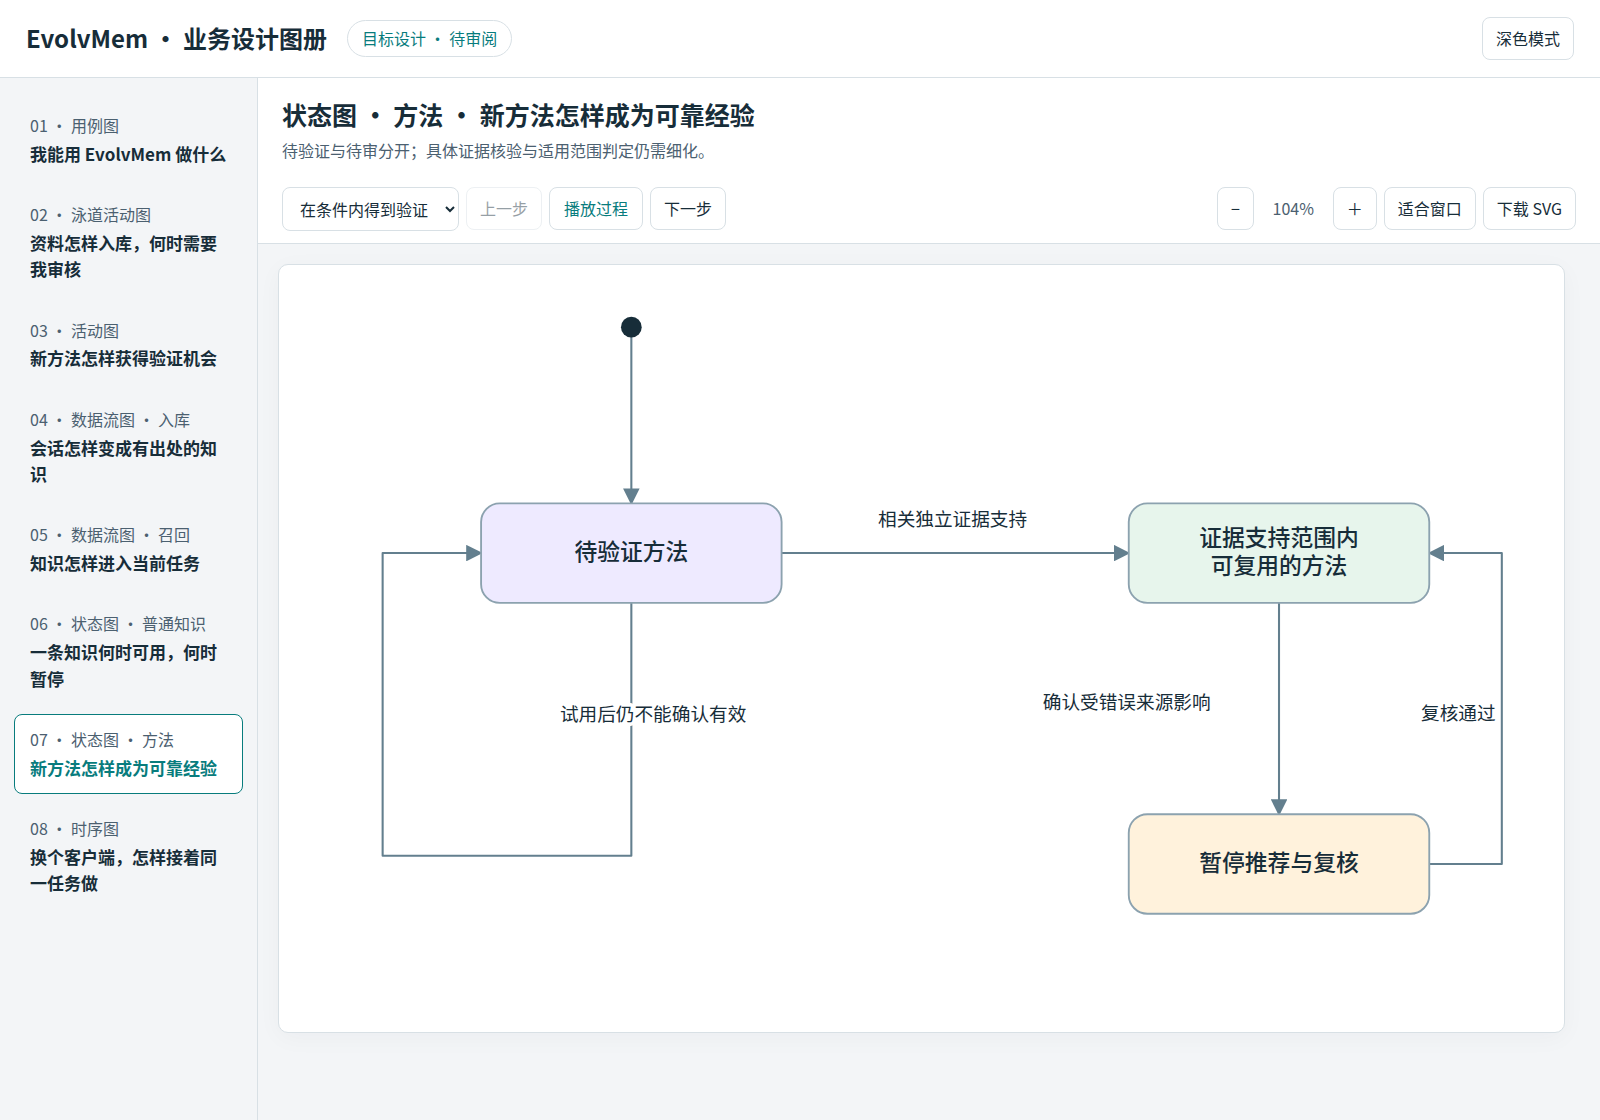 EvolvMem · 业务设计图册
目标设计 · 待审阅
深色模式
01 · 用例图
我能用 EvolvMem 做什么
02 · 泳道活动图
资料怎样入库，何时需要
我审核
03 · 活动图
新方法怎样获得验证机会
04 · 数据流图 · 入库
会话怎样变成有出处的知
识
05 · 数据流图 · 召回
知识怎样进入当前任务
06 · 状态图 · 普通知识
一条知识何时可用，何时
暂停
07 · 状态图 · 方法
新方法怎样成为可靠经验
08 · 时序图
换个客户端，怎样接着同
一任务做
状态图 · 方法 · 新方法怎样成为可靠经验
待验证与待审分开；具体证据核验与适用范围判定仍需细化。
在条件内得到验证
上一步
播放过程
下一步
−
104%
＋
适合窗口
下载 SVG
相关独立证据支持
待验证方法
证据支持范围内
可复用的方法
确认受错误来源影响
试用后仍不能确认有效
复核通过
暂停推荐与复核